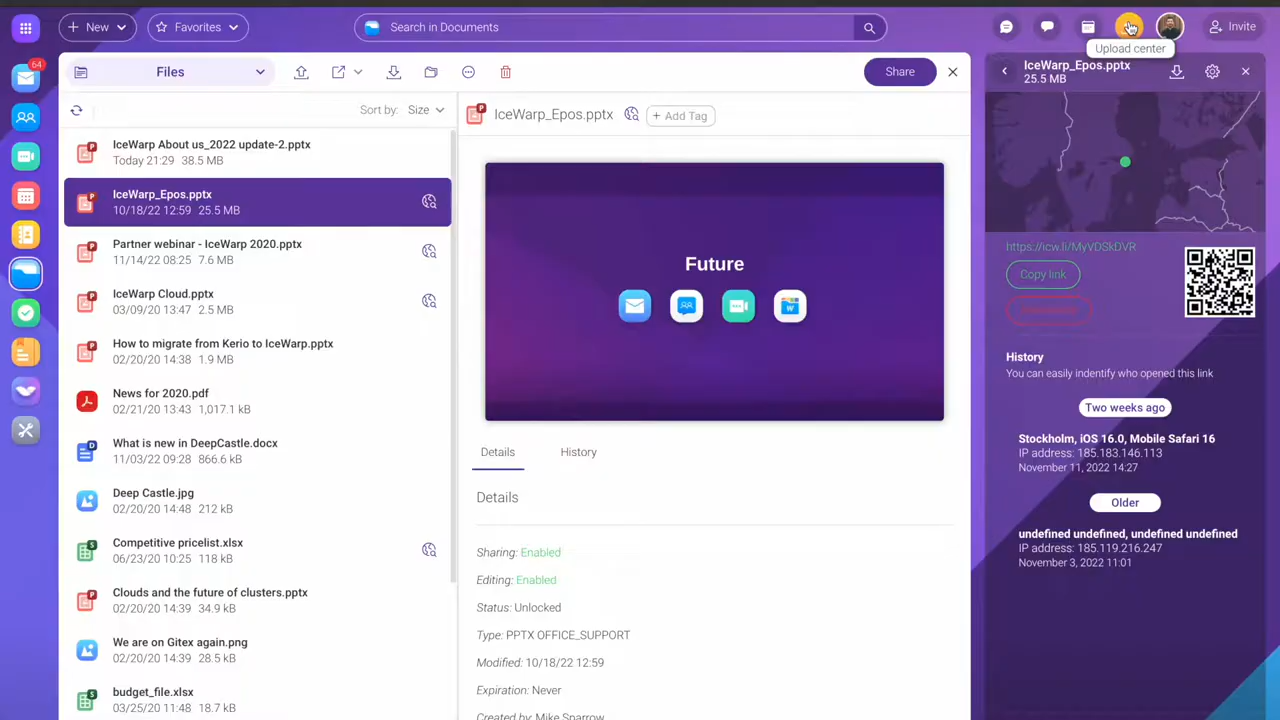 New
Favorites
Search in Documents
Invite
Upload center
64
Files
Share
IceWarp_Epos.pptx
25.5 MB
Sort by: Size
IceWarp About us_2022 update-2.pptx
Today 21:29 38.5 MB
IceWarp_Epos.pptx
10/18/22 12:59 25.5 MB
Partner webinar - IceWarp 2020.pptx
11/14/22 08:25 7.6 MB
IceWarp Cloud.pptx
03/09/20 13:47 2.5 MB
How to migrate from Kerio to IceWarp.pptx
02/20/20 14:38 1.9 MB
News for 2020.pdf
02/21/20 13:43 1,017.1 kB
What is new in DeepCastle.docx
11/03/22 09:28 866.6 kB
Deep Castle.jpg
02/20/20 14:48 212 kB
Competitive pricelist.xlsx
06/23/20 10:25 118 kB
Clouds and the future of clusters.pptx
02/20/20 14:39 34.9 kB
We are on Gitex again.png
02/20/20 14:39 28.5 kB
budget_file.xlsx
03/25/20 11:48 18.7 kB
IceWarp_Epos.pptx
+ Add Tag
Future
W
Details
History
Details
Sharing: Enabled
Editing: Enabled
Status: Unlocked
Type: PPTX OFFICE_SUPPORT
Modified: 10/18/22 12:59
Expiration: Never
Created by: Mike Sparrow
https://icw.li/MyVDSkDVR
Copy link
History
You can easily indentify who opened this link
Two weeks ago
Stockholm, iOS 16.0, Mobile Safari 16
IP address: 185.183.146.113
November 11, 2022 14:27
Older
undefined undefined, undefined undefined
IP address: 185.119.216.247
November 3, 2022 11:01